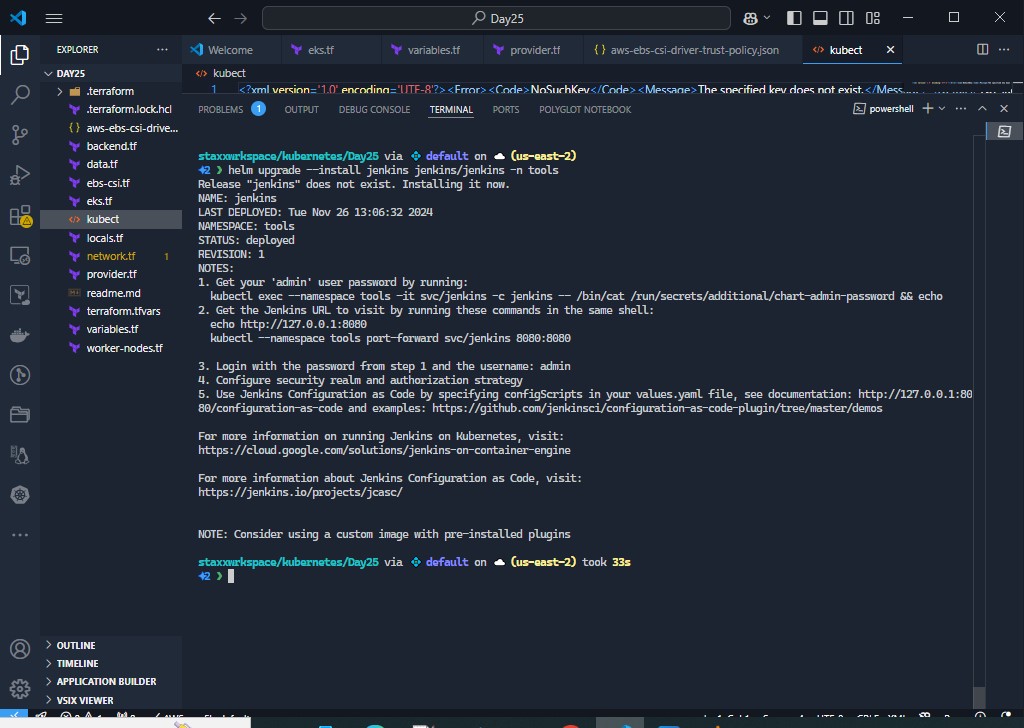 Day25
EXPLORER
Welcome
eks.tf
variables.tf
provider.tf
{} aws-ebs-csi-driver-trust-policy.json
kubect
DAY25
.terraform
.terraform.lock.hcl
{} aws-ebs-csi-drive...
backend.tf
data.tf
ebs-csi.tf
eks.tf
kubect
locals.tf
network.tf 1
provider.tf
readme.md
terraform.tfvars
variables.tf
worker-nodes.tf
OUTLINE
TIMELINE
APPLICATION BUILDER
VSIX VIEWER
kubect
1 <?xml version='1.0' encoding='UTF-8'?><Error><Code>NoSuchKey</Code><Message>The specified key does not exist.</Mess
PROBLEMS 1 OUTPUT DEBUG CONSOLE TERMINAL PORTS POLYGLOT NOTEBOOK
powershell
staxxwrkspace/kubernetes/Day25 via default on (us-east-2)
2 ❯ helm upgrade --install jenkins jenkins/jenkins -n tools
Release "jenkins" does not exist. Installing it now.
NAME: jenkins
LAST DEPLOYED: Tue Nov 26 13:06:32 2024
NAMESPACE: tools
STATUS: deployed
REVISION: 1
NOTES:
1. Get your 'admin' user password by running:
kubectl exec --namespace tools -it svc/jenkins -c jenkins -- /bin/cat /run/secrets/additional/chart-admin-password && echo
2. Get the Jenkins URL to visit by running these commands in the same shell:
echo http://127.0.0.1:8080
kubectl --namespace tools port-forward svc/jenkins 8080:8080
3. Login with the password from step 1 and the username: admin
4. Configure security realm and authorization strategy
5. Use Jenkins Configuration as Code by specifying configScripts in your values.yaml file, see documentation: http://127.0.0.1:80
80/configuration-as-code and examples: https://github.com/jenkinsci/configuration-as-code-plugin/tree/master/demos
For more information on running Jenkins on Kubernetes, visit:
https://cloud.google.com/solutions/jenkins-on-container-engine
For more information about Jenkins Configuration as Code, visit:
https://jenkins.io/projects/jcasc/
NOTE: Consider using a custom image with pre-installed plugins
staxxwrkspace/kubernetes/Day25 via default on (us-east-2) took 33s
2 ❯